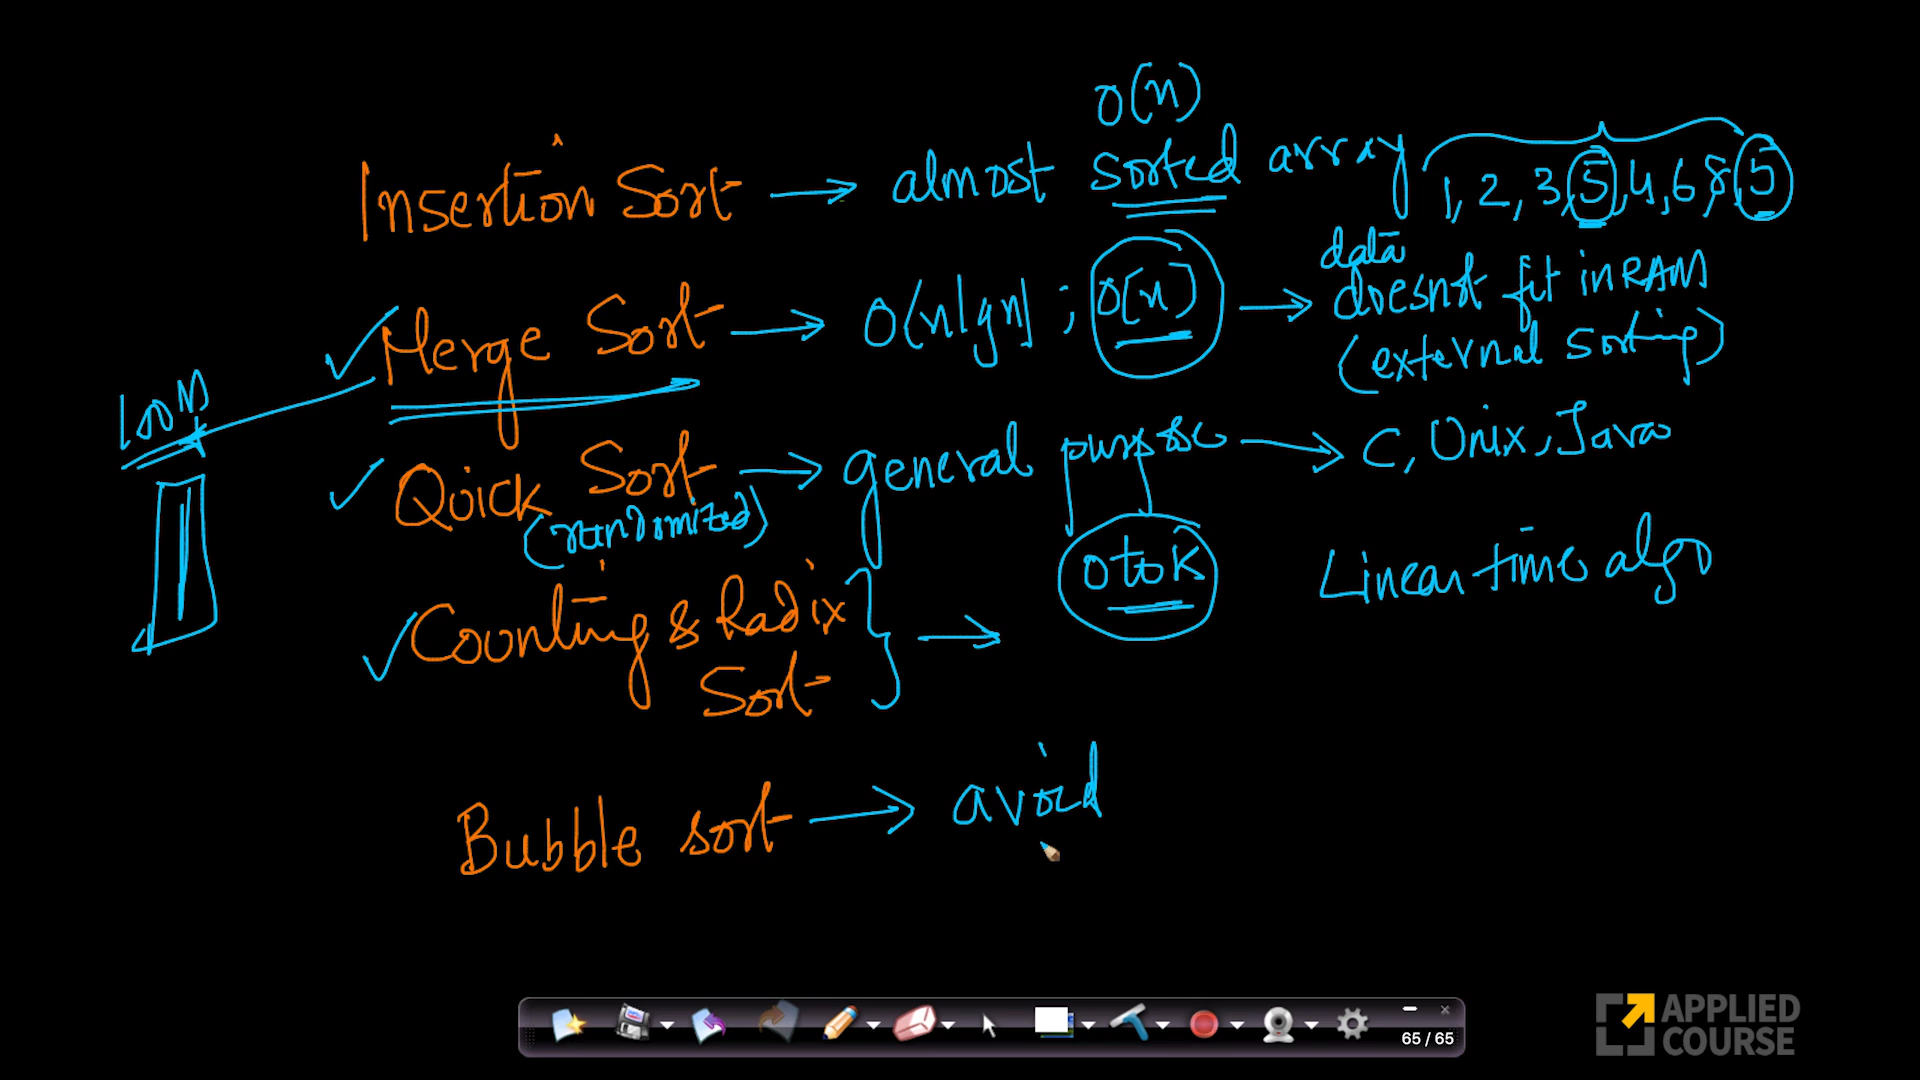 O(n)
Insertion Sort → almost sorted array 1, 2, 3, 5, 4, 6, 8, 5
Merge Sort → O(n lg n) ; O(n) → data doesnot fit in RAM
(external sorting)
100M
Quick Sort → general purpose → C, Unix, Java
(randomized)
0 to K Linear time algo
Counting & Radix
Sort
Bubble sort → avoid
65 / 65
APPLIED
COURSE